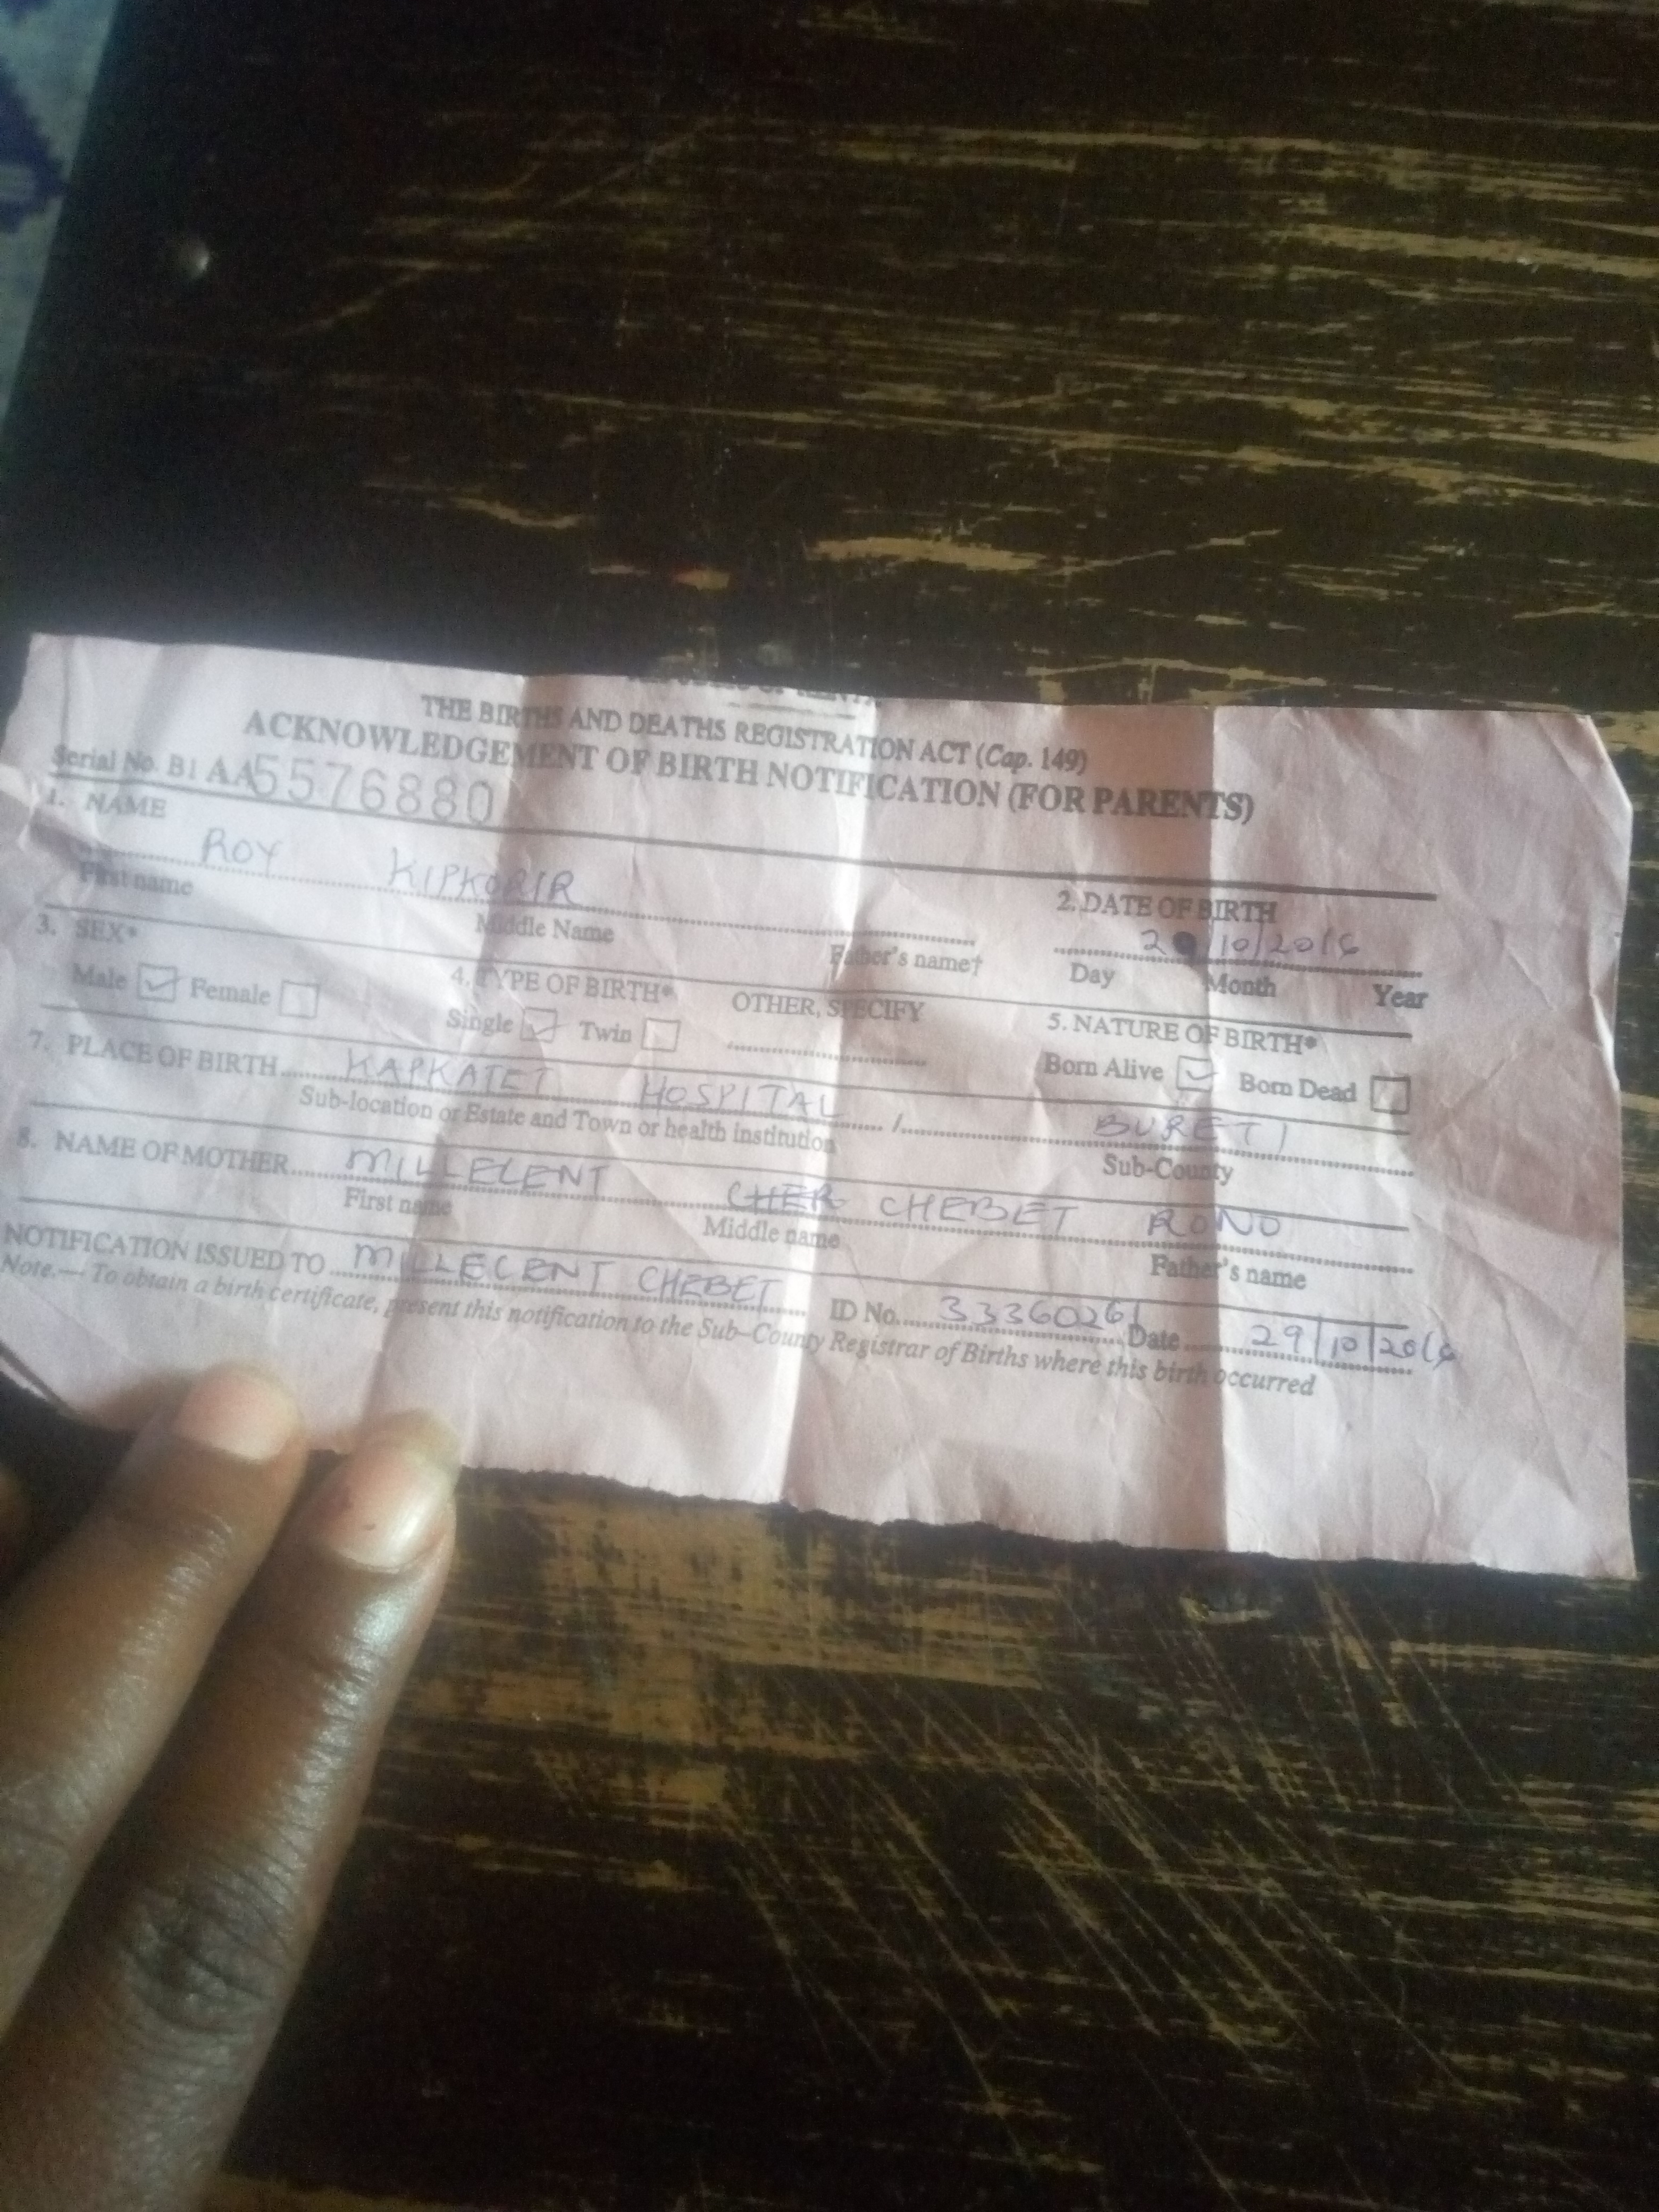 THE BIRTHS AND DEATHS REGISTRATION ACT (Cap. 149)
ACKNOWLEDGEMENT OF BIRTH NOTIFICATION (FOR PARENTS)
Serial No. B1 AA5576880
1. NAME
ROY KIPKORIR
First name Middle Name Father's name†
2. DATE OF BIRTH
/10/2016
Day Month Year
3. SEX*
Male Female
4. TYPE OF BIRTH*
Single Twin
OTHER, SPECIFY
5. NATURE OF BIRTH*
Born Alive Born Dead
7. PLACE OF BIRTH KAPKATET HOSPITAL / BURETI
Sub-location or Estate and Town or health institution Sub-County
8. NAME OF MOTHER MILLECENT CHER CHEBET RONO
First name Middle name Father's name
NOTIFICATION ISSUED TO MILLECENT CHEBET ID No. 33360261 Date 29/10/2016
Note.— To obtain a birth certificate, present this notification to the Sub–County Registrar of Births where this birth occurred